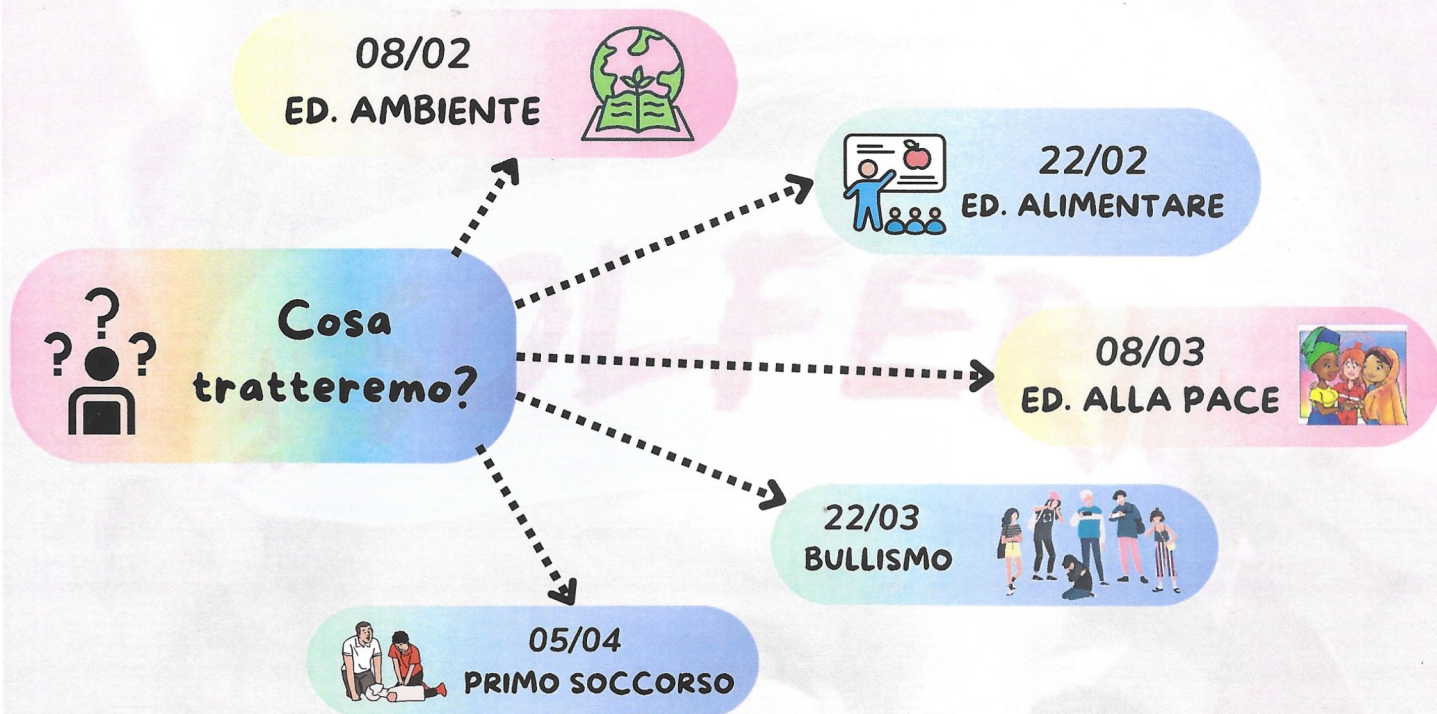 08/02
ED. AMBIENTE
22/02
ED. ALIMENTARE
Cosa
tratteremo?
08/03
ED. ALLA PACE
22/03
BULLISMO
05/04
PRIMO SOCCORSO